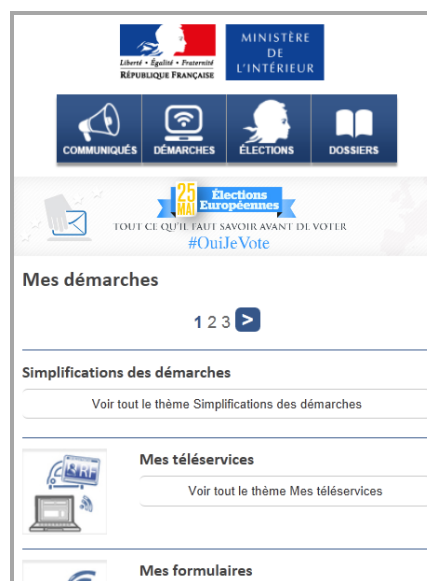 Liberté • Égalité • Fraternité
RÉPUBLIQUE FRANÇAISE
MINISTÈRE
DE
L'INTÉRIEUR
COMMUNIQUÉS
DÉMARCHES
ÉLECTIONS
DOSSIERS
25
MAI
Élections
Européennes
TOUT CE QU'IL FAUT SAVOIR AVANT DE VOTER
#OuiJeVote
Mes démarches
1 2 3 >
Simplifications des démarches
Voir tout le thème Simplifications des démarches
RF
Mes téléservices
Voir tout le thème Mes téléservices
Mes formulaires